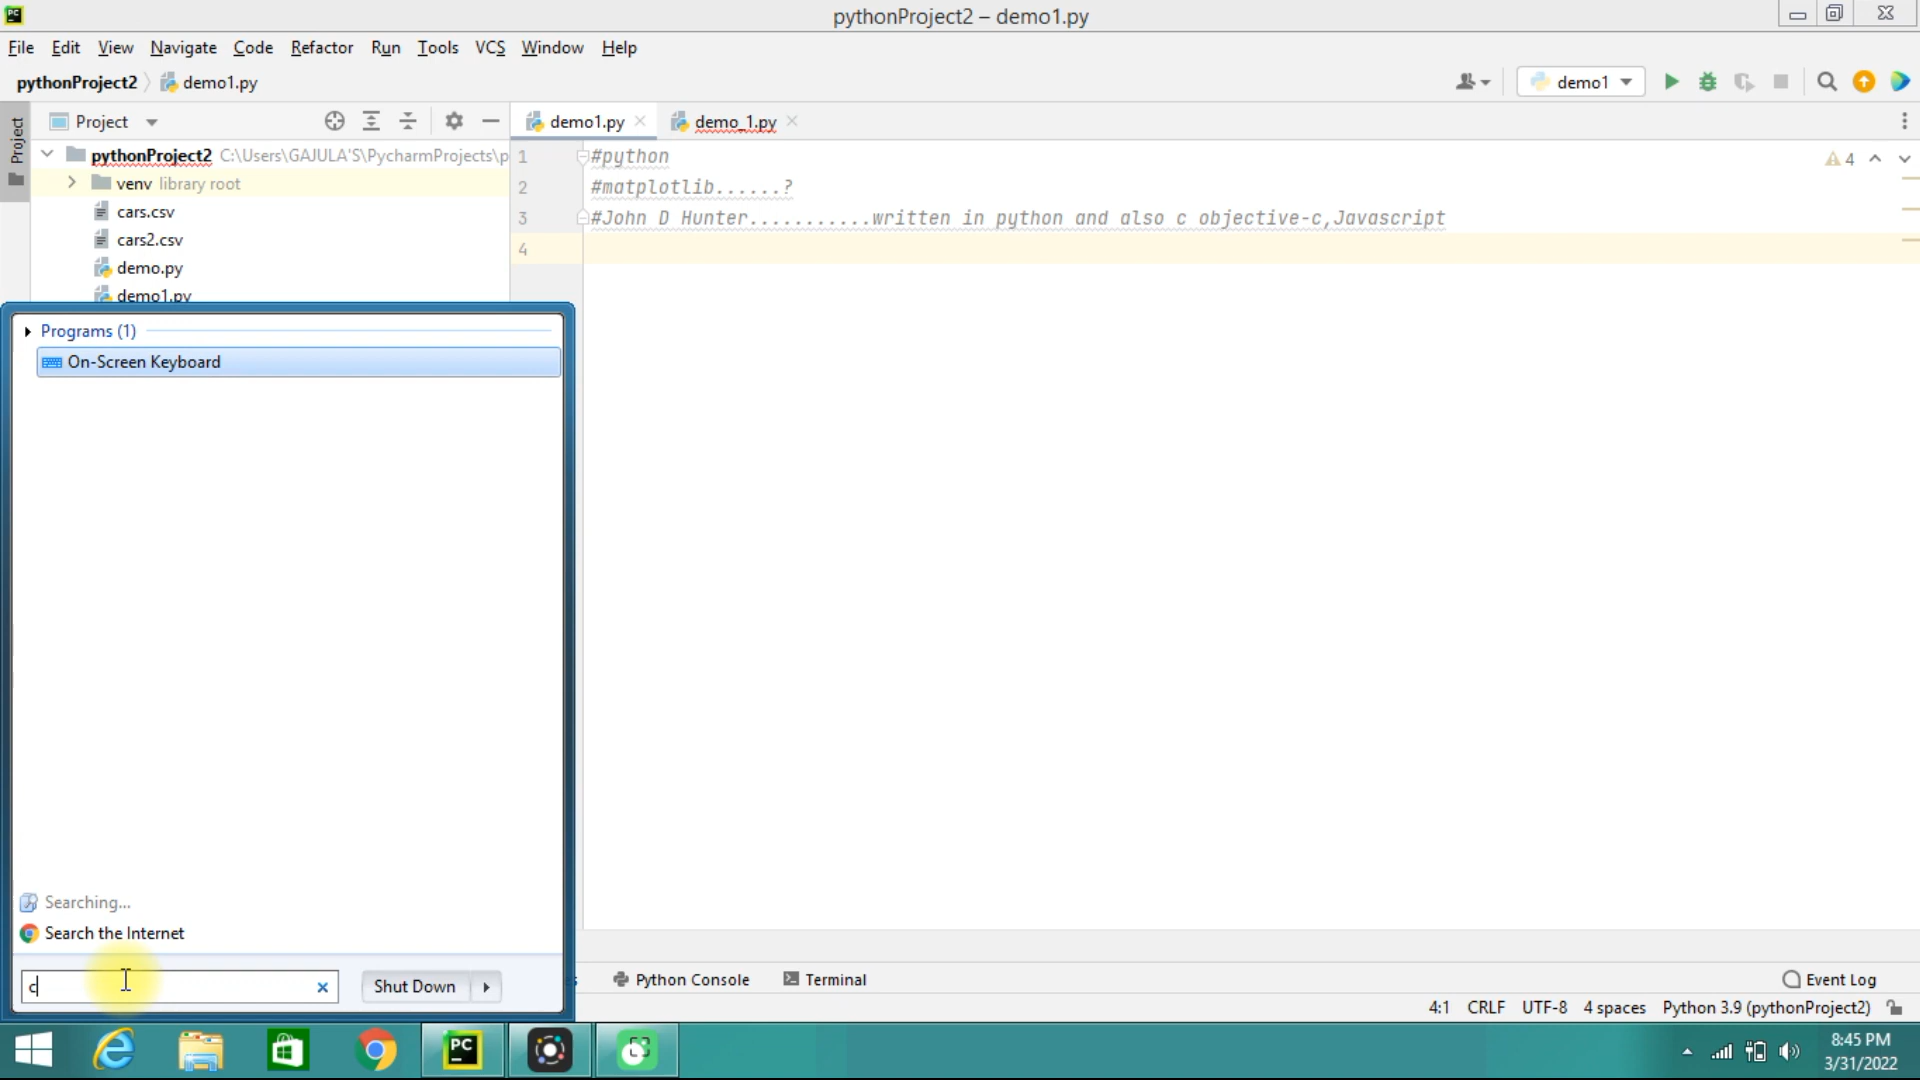 PC
pythonProject2 – demo1.py
File Edit View Navigate Code Refactor Run Tools VCS Window Help
pythonProject2 demo1.py
demo1
Project
Project
demo1.py
demo_1.py
pythonProject2 C:\Users\GAJULA'S\PycharmProjects\p
venv library root
cars.csv
cars2.csv
demo.py
demo1.py
1 #python
2 #matplotlib......?
3 #John D Hunter...........written in python and also c objective-c,Javascript
4
4
Programs (1)
On-Screen Keyboard
Searching...
Search the Internet
c
Shut Down
Python Console
Terminal
Event Log
4:1 CRLF UTF-8 4 spaces Python 3.9 (pythonProject2)
PC
8:45 PM
3/31/2022